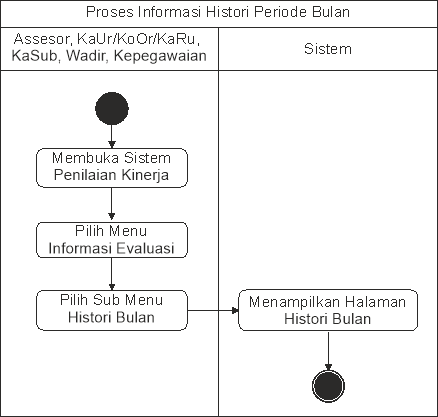 Proses Informasi Histori Periode Bulan
Assesor, KaUr/KoOr/KaRu,
KaSub, Wadir, Kepegawaian
Sistem
Membuka Sistem
Penilaian Kinerja
Pilih Menu
Informasi Evaluasi
Pilih Sub Menu
Histori Bulan
Menampilkan Halaman
Histori Bulan